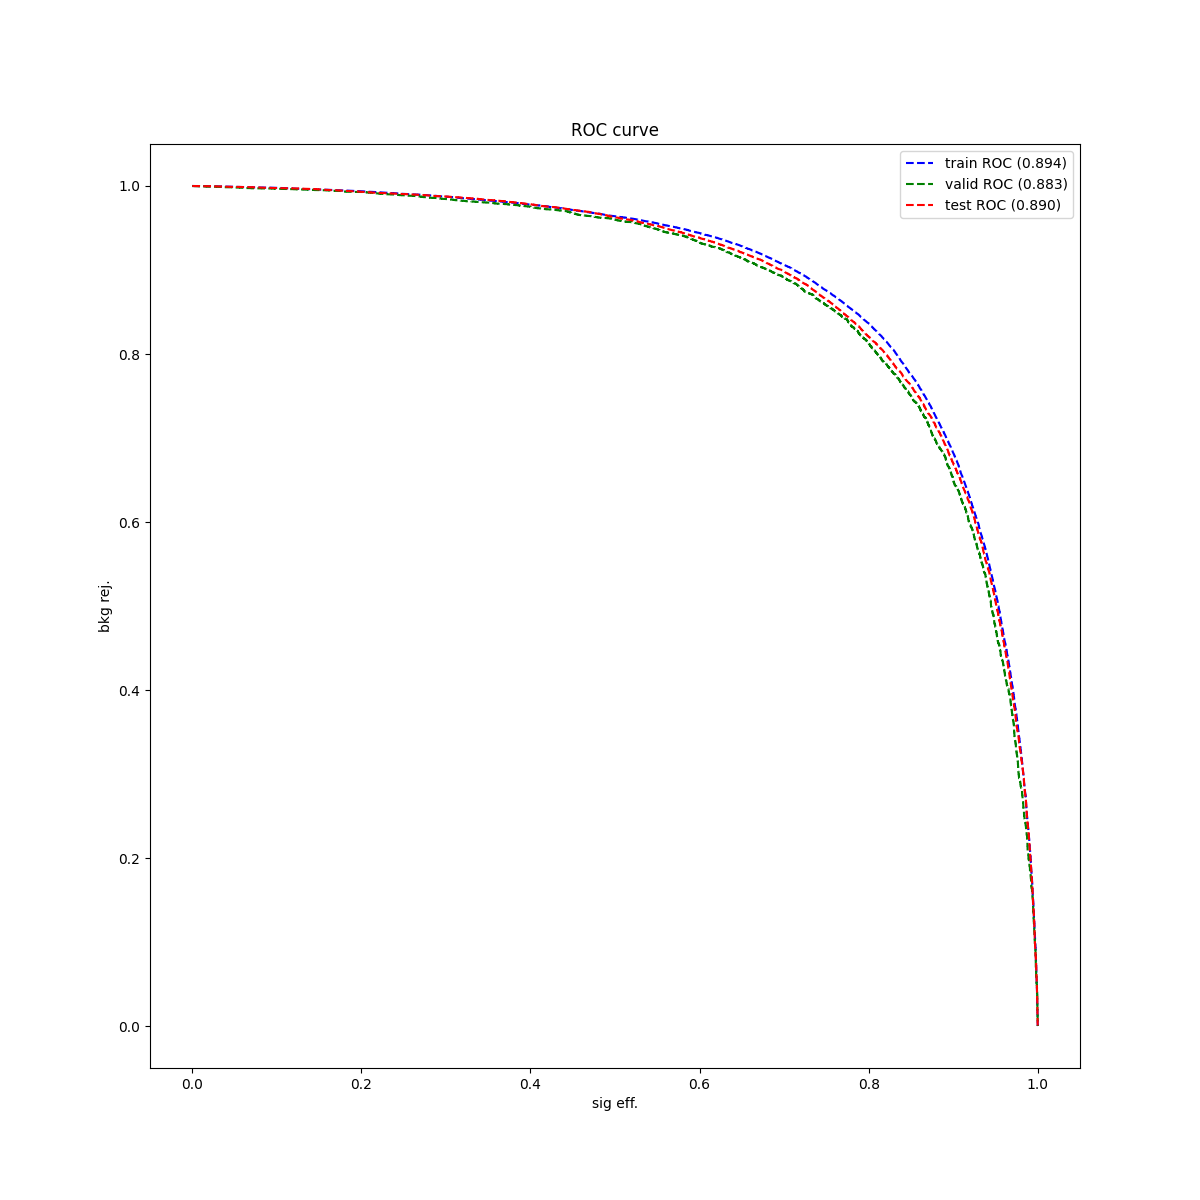 ROC curve
train ROC (0.894)
valid ROC (0.883)
test ROC (0.890)
1.0
0.8
0.6
0.4
0.2
0.0
bkg rej.
0.0 0.2 0.4 0.6 0.8 1.0
sig eff.